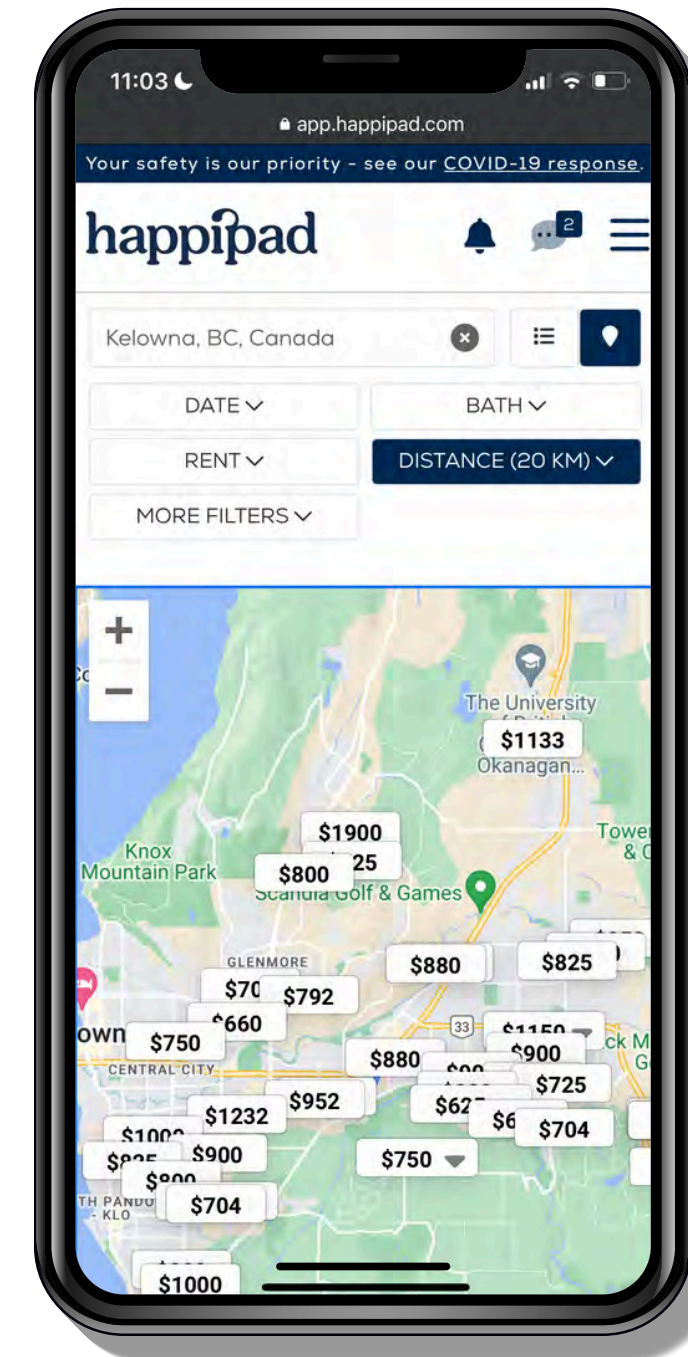 11:03
app.happipad.com
Your safety is our priority - see our COVID-19 response.
happipad
2
Kelowna, BC, Canada
DATE
BATH
RENT
DISTANCE (20 KM)
MORE FILTERS
+
−
The University
$1133
Okanagan...
$1900
Knox
Mountain Park
$800
Scandia Golf & Games
GLENMORE
$880
$825
$792
$660
$750
33
$1150
$900
CENTRAL CITY
$880
$725
$952
$1232
$704
$900
$750
$800
$704
- KLO
$1000